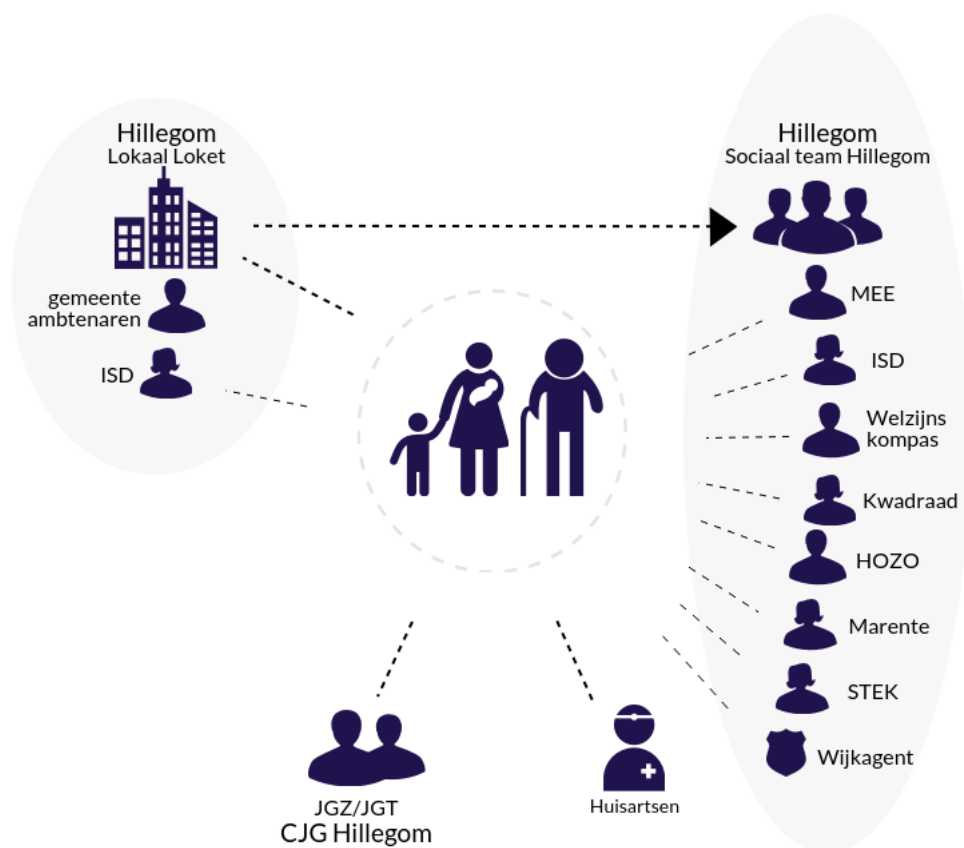 Hillegom
Lokaal Loket
gemeente
ambtenaren
ISD
Hillegom
Sociaal team Hillegom
MEE
ISD
Welzijns
kompas
Kwadraad
HOZO
Marente
STEK
Wijkagent
JGZ/JGT
CJG Hillegom
Huisartsen